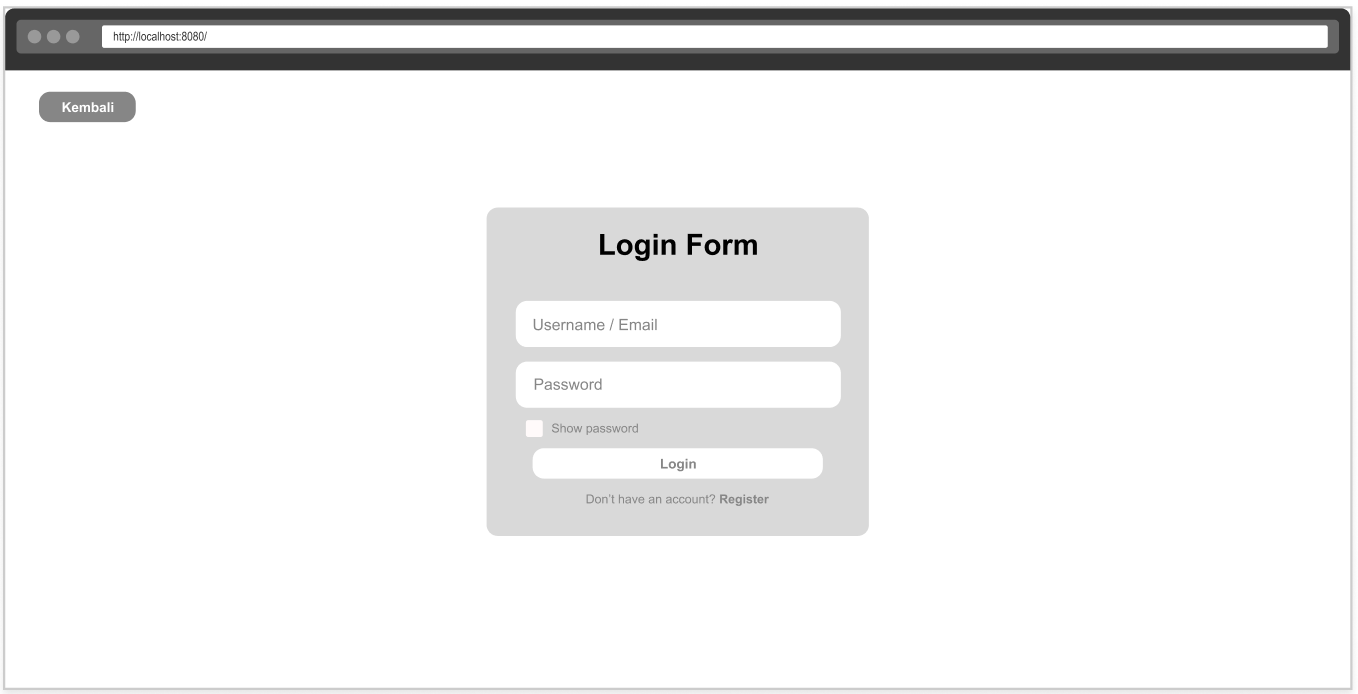 http://localhost:8080/
Kembali
Login Form
Username / Email
Password
Show password
Login
Don't have an account? Register